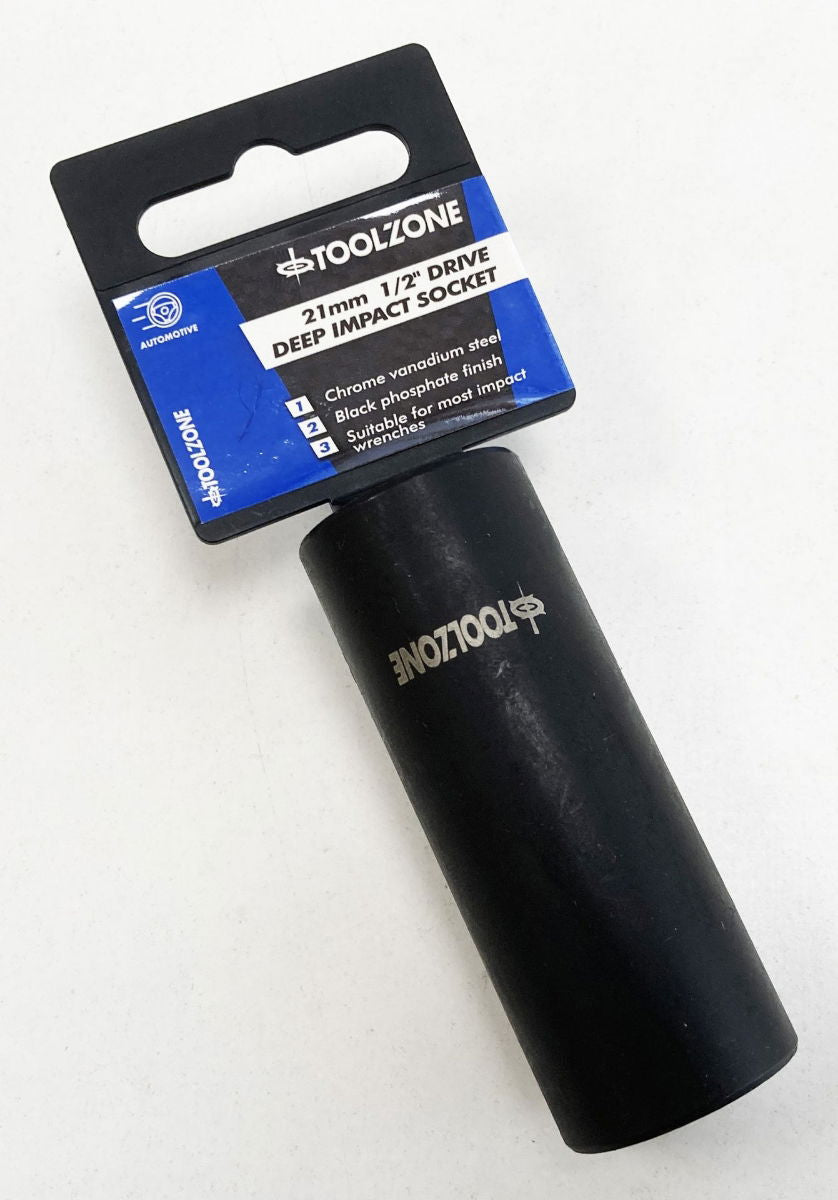 TOOLZONE
21mm 1/2" DRIVE
DEEP IMPACT SOCKET
AUTOMOTIVE
1 Chrome vanadium steel
2 Black phosphate finish
3 Suitable for most impact
wrenches
TOOLZONE
TOOLZONE